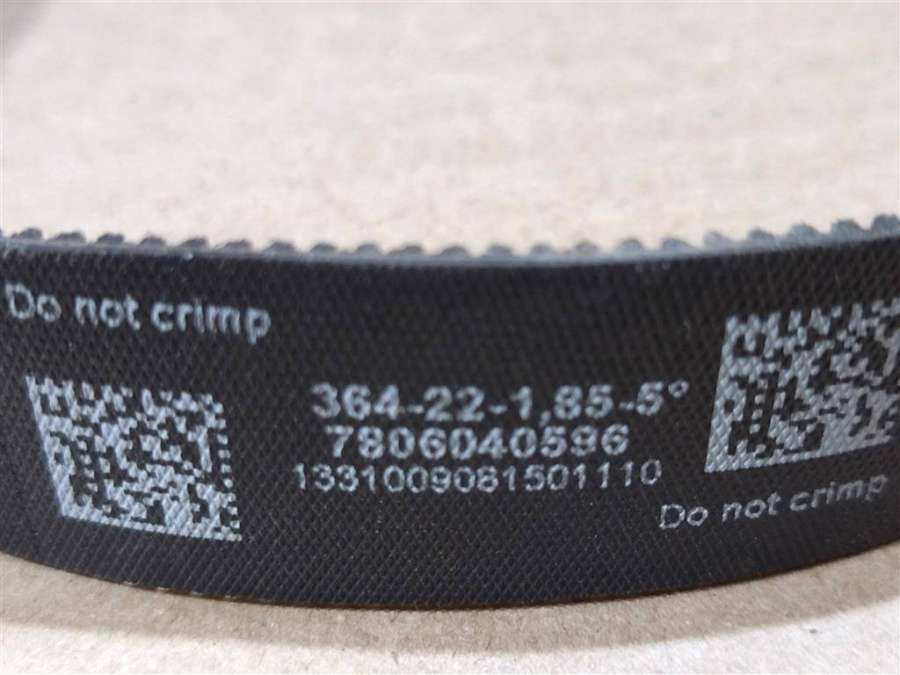 Do not crimp
364-22-1,85-5°
7806040596
1331009081501110
Do not crimp